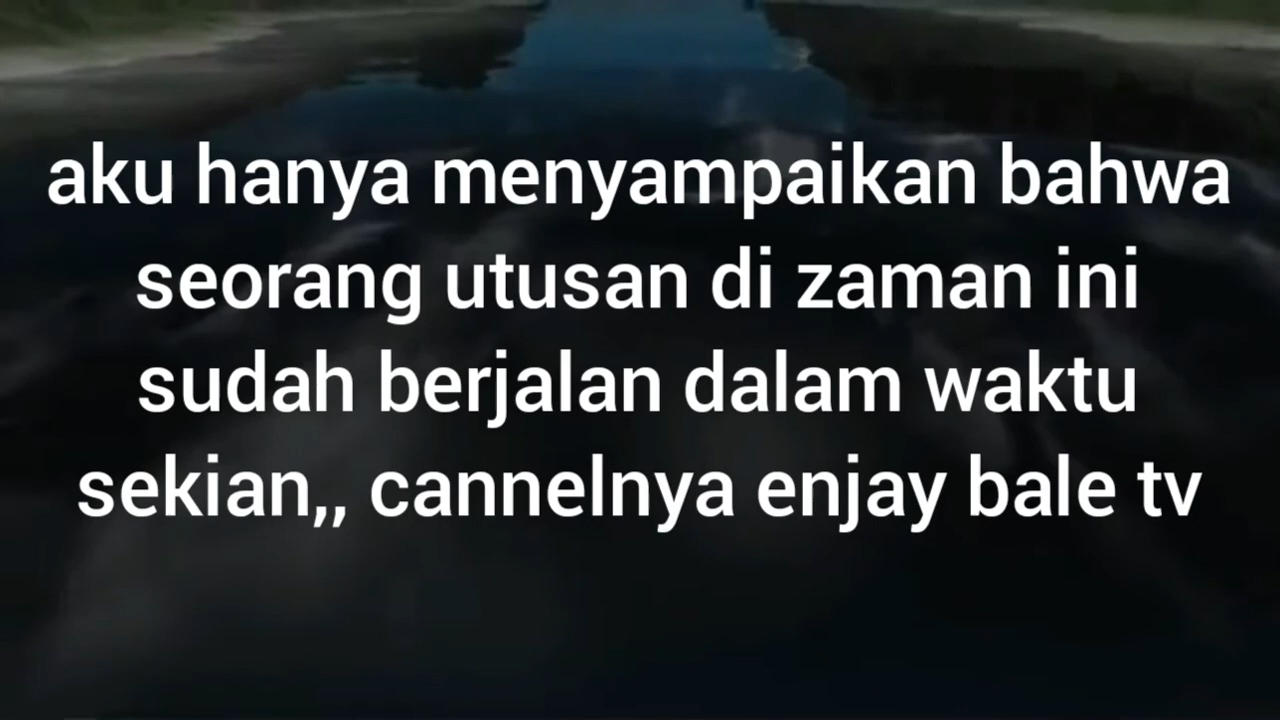 aku hanya menyampaikan bahwa
seorang utusan di zaman ini
sudah berjalan dalam waktu
sekian,, cannelnya enjay bale tv